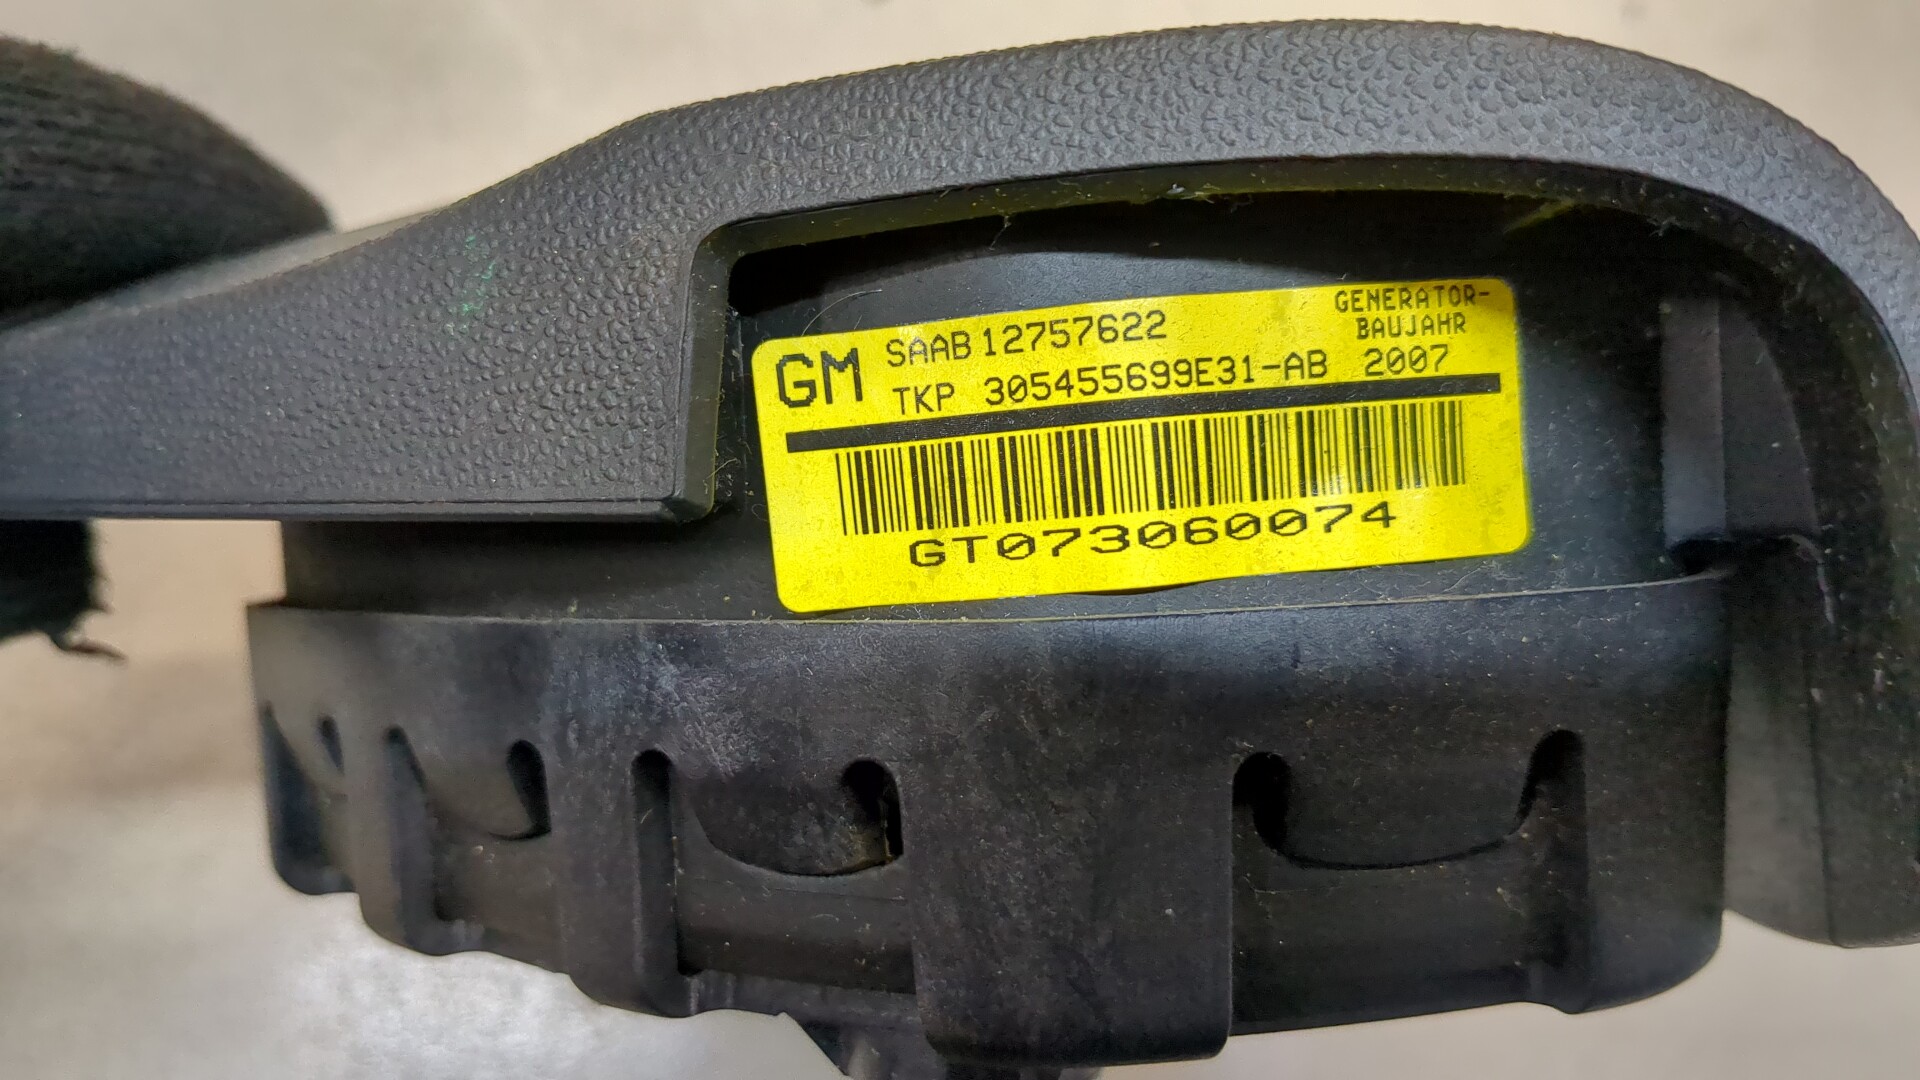 GM SAAB 12757622 GENERATOR-
BAUJAHR
TKP 305455699E31-AB 2007
GT073060074